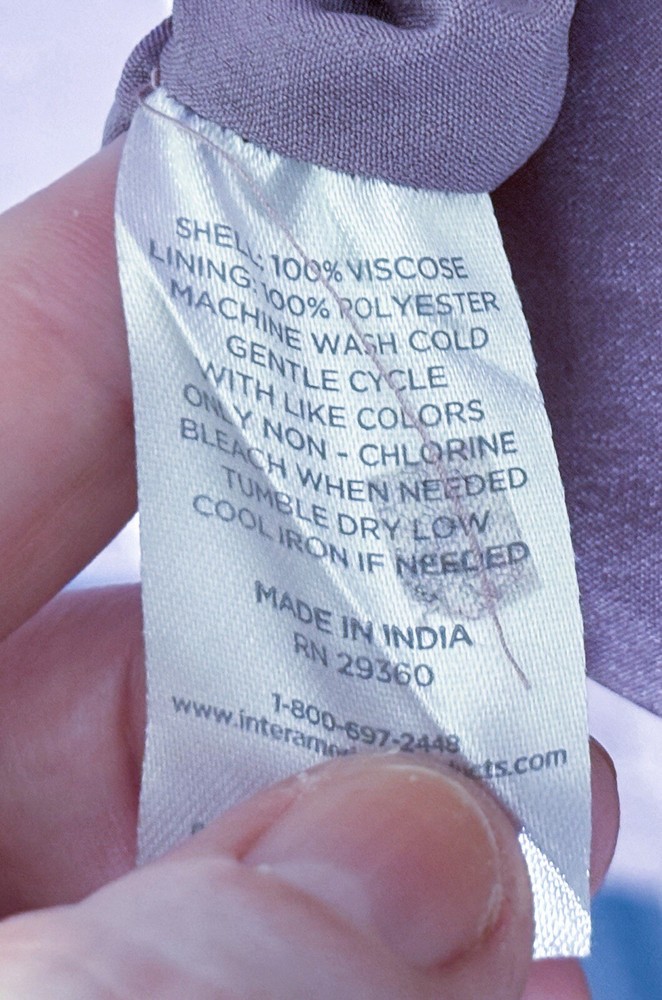 SHELL: 100% VISCOSE
LINING: 100% POLYESTER
MACHINE WASH COLD
GENTLE CYCLE
WITH LIKE COLORS
ONLY NON - CHLORINE
BLEACH WHEN NEEDED
TUMBLE DRY LOW
COOL IRON IF NEEDED
MADE IN INDIA
RN 29360
1-800-697-2448